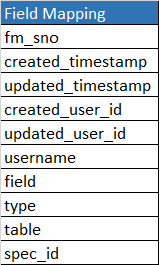 Field Mapping
fm_sno
created_timestamp
updated_timestamp
created_user_id
updated_user_id
username
field
type
table
spec_id